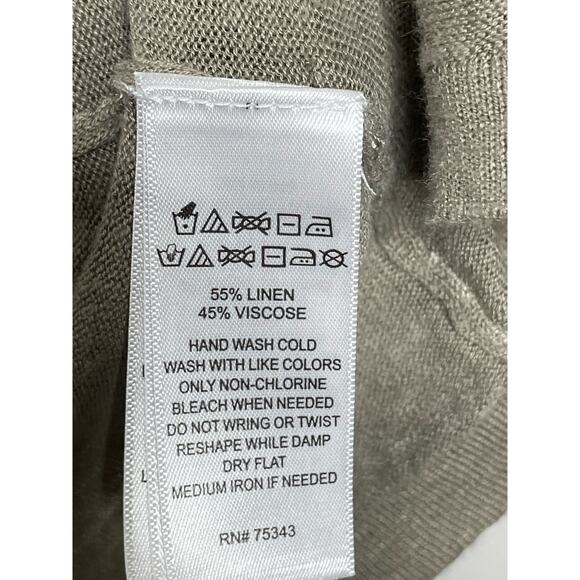 55% LINEN
45% VISCOSE
HAND WASH COLD
WASH WITH LIKE COLORS
ONLY NON-CHLORINE
BLEACH WHEN NEEDED
DO NOT WRING OR TWIST
RESHAPE WHILE DAMP
DRY FLAT
MEDIUM IRON IF NEEDED
RN# 75343